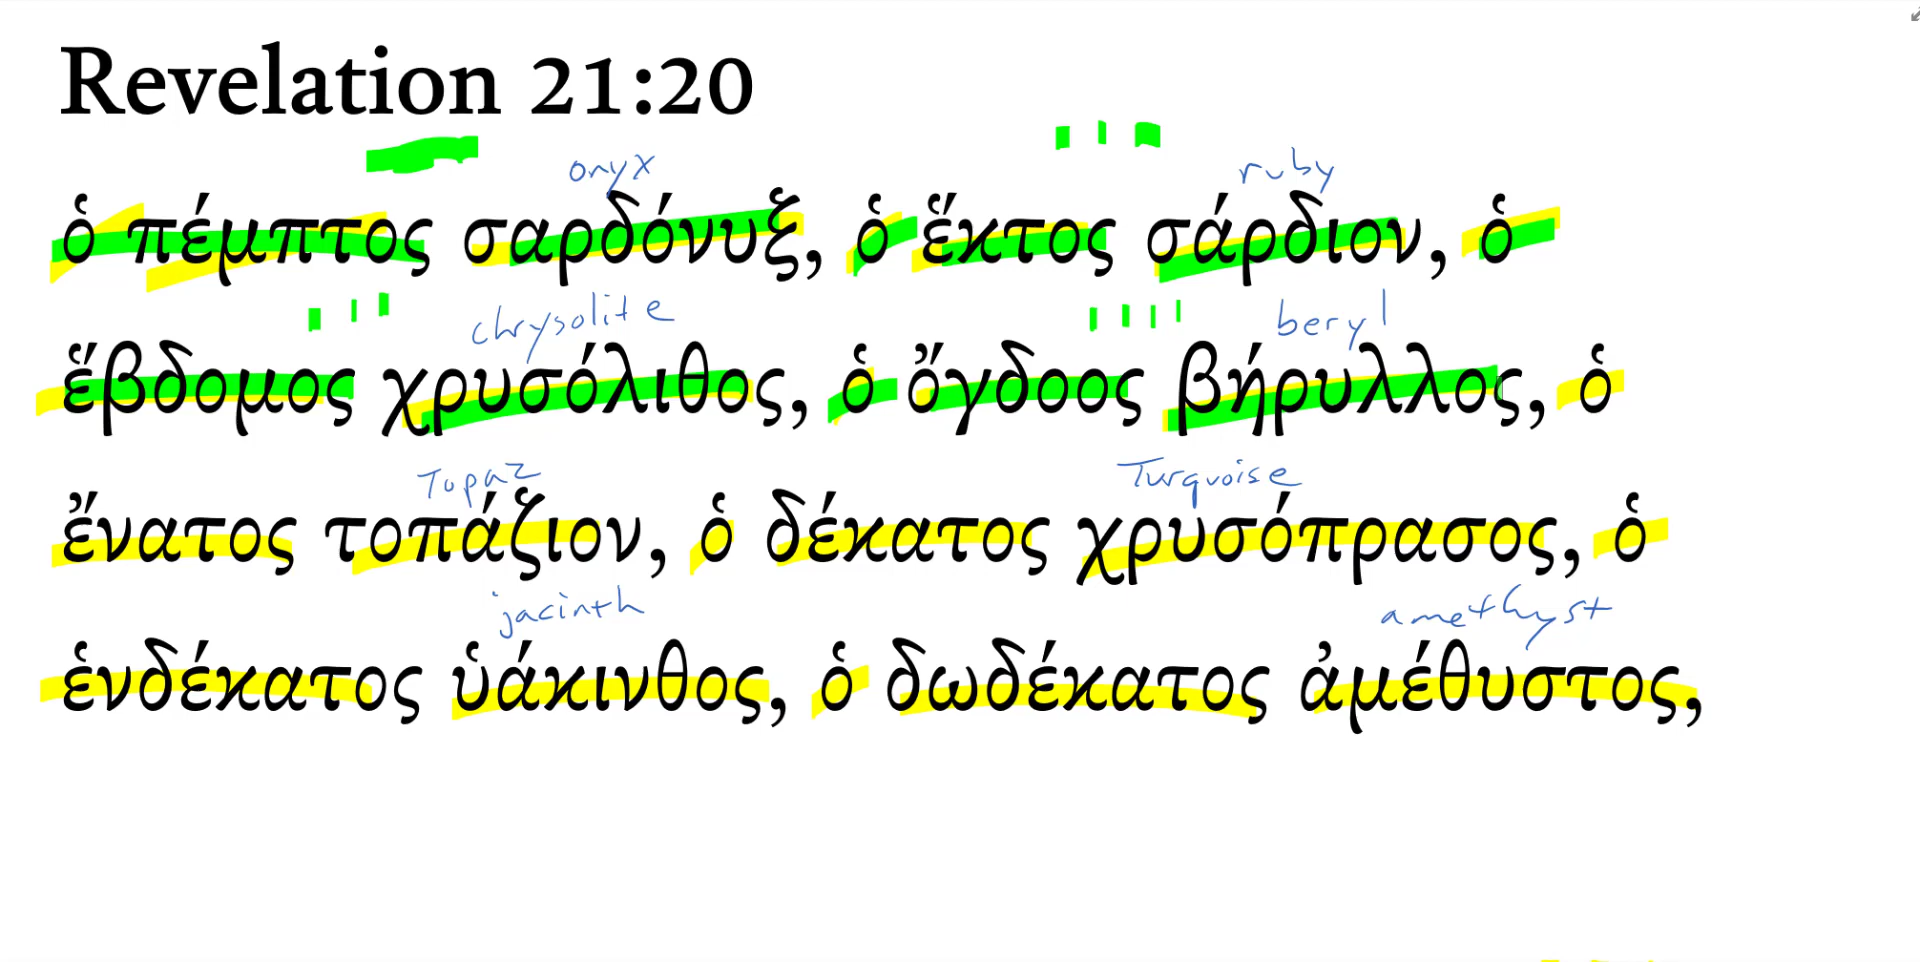 Revelation 21:20
onyx ruby
ὁ πέμπτος σαρδόνυξ, ὁ ἕκτος σάρδιον, ὁ
chrysolite beryl
ἕβδομος χρυσόλιθος, ὁ ὄγδοος βήρυλλος, ὁ
Topaz Turquoise
ἔνατος τοπάζιον, ὁ δέκατος χρυσόπρασος, ὁ
jacinth amethyst
ἑνδέκατος ὑάκινθος, ὁ δωδέκατος ἀμέθυστος,